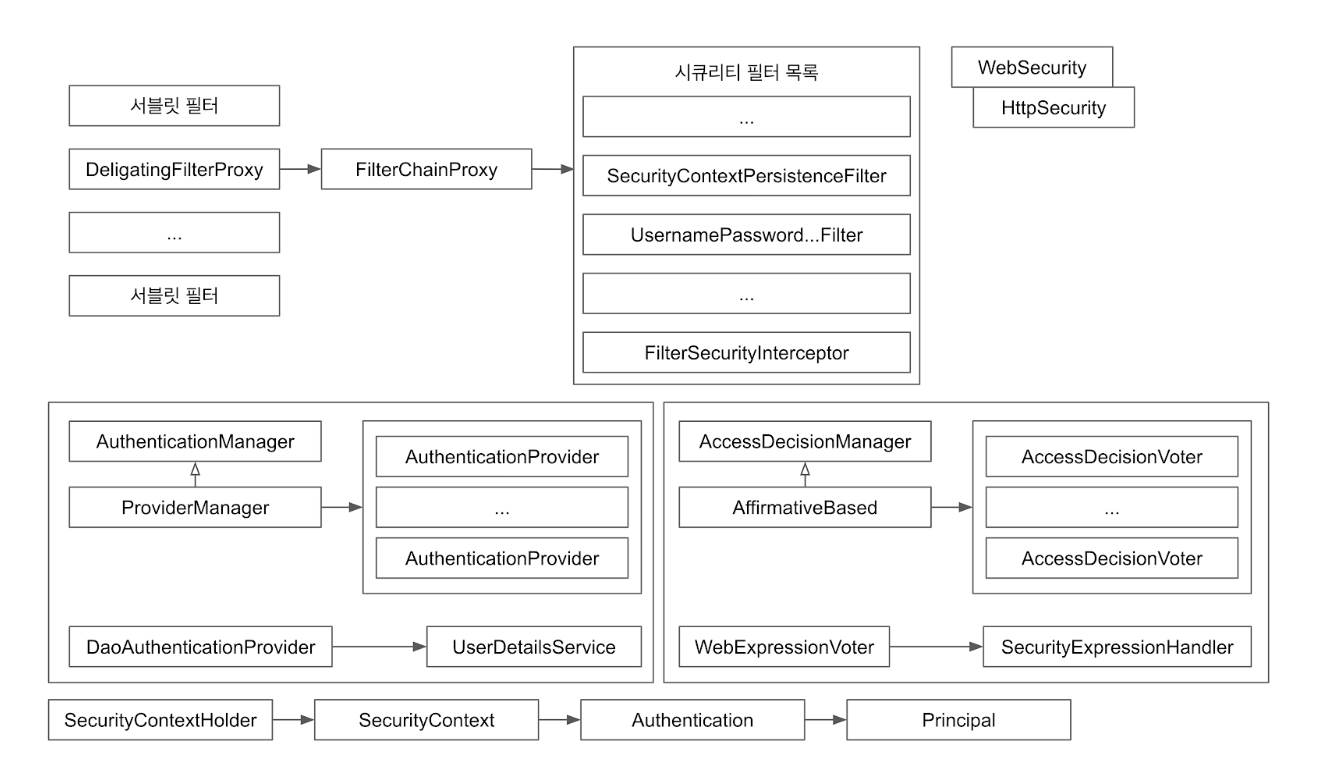 서블릿 필터
DeligatingFilterProxy
...
서블릿 필터
FilterChainProxy
시큐리티 필터 목록
...
SecurityContextPersistenceFilter
UsernamePassword...Filter
...
FilterSecurityInterceptor
WebSecurity
HttpSecurity
AuthenticationManager
ProviderManager
AuthenticationProvider
...
AuthenticationProvider
DaoAuthenticationProvider
UserDetailsService
AccessDecisionManager
AffirmativeBased
AccessDecisionVoter
...
AccessDecisionVoter
WebExpressionVoter
SecurityExpressionHandler
SecurityContextHolder
SecurityContext
Authentication
Principal